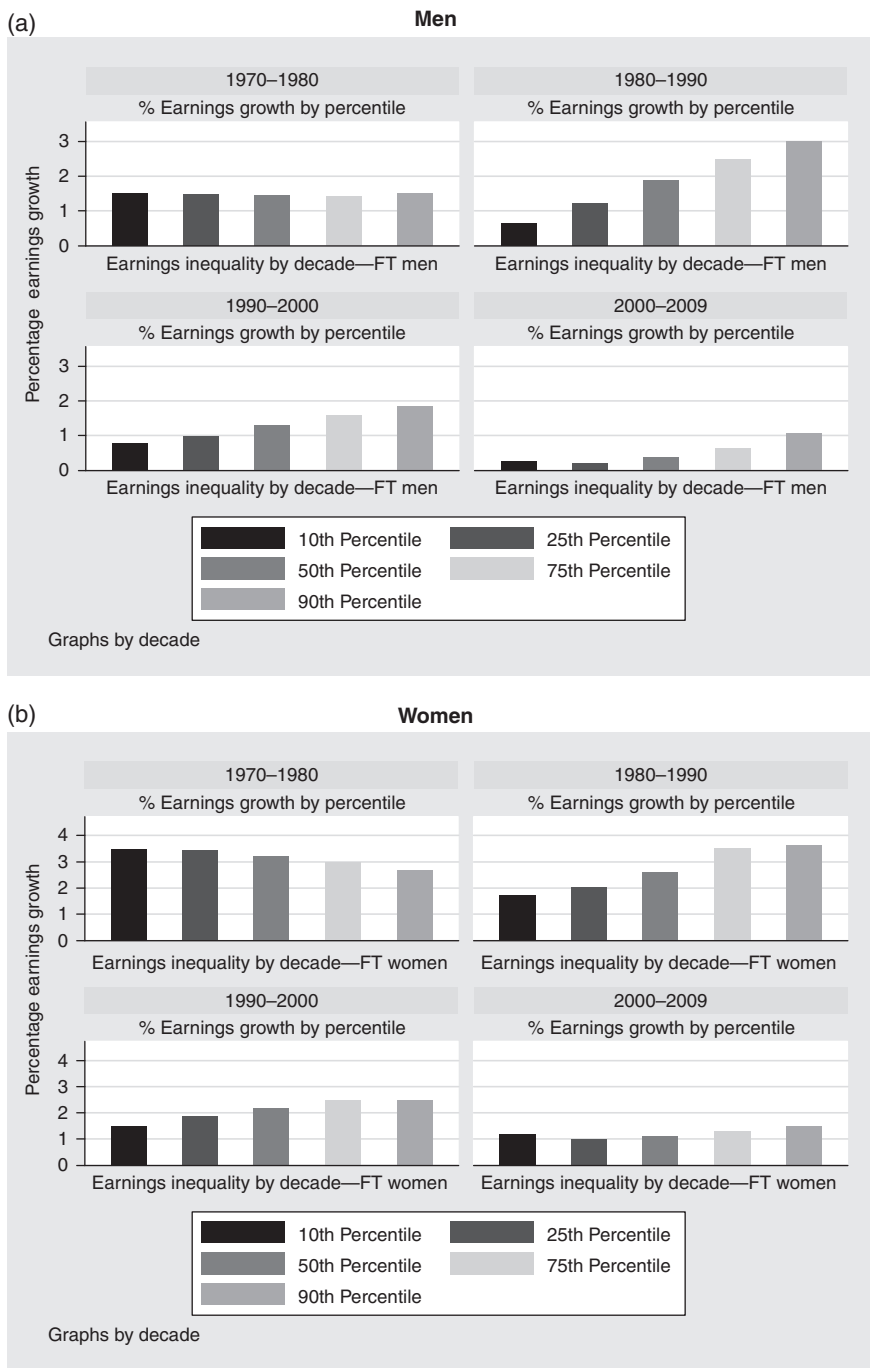 (a)
Men
1970–1980
1980–1990
% Earnings growth by percentile
% Earnings growth by percentile
3
2
1
0
Earnings inequality by decade—FT men
Earnings inequality by decade—FT men
Percentage earnings growth
1990–2000
2000–2009
% Earnings growth by percentile
% Earnings growth by percentile
3
2
1
0
Earnings inequality by decade—FT men
Earnings inequality by decade—FT men
10th Percentile
25th Percentile
50th Percentile
75th Percentile
90th Percentile
Graphs by decade
(b)
Women
1970–1980
1980–1990
% Earnings growth by percentile
% Earnings growth by percentile
4
3
2
1
0
Earnings inequality by decade—FT women
Earnings inequality by decade—FT women
Percentage earnings growth
1990–2000
2000–2009
% Earnings growth by percentile
% Earnings growth by percentile
4
3
2
1
0
Earnings inequality by decade—FT women
Earnings inequality by decade—FT women
10th Percentile
25th Percentile
50th Percentile
75th Percentile
90th Percentile
Graphs by decade